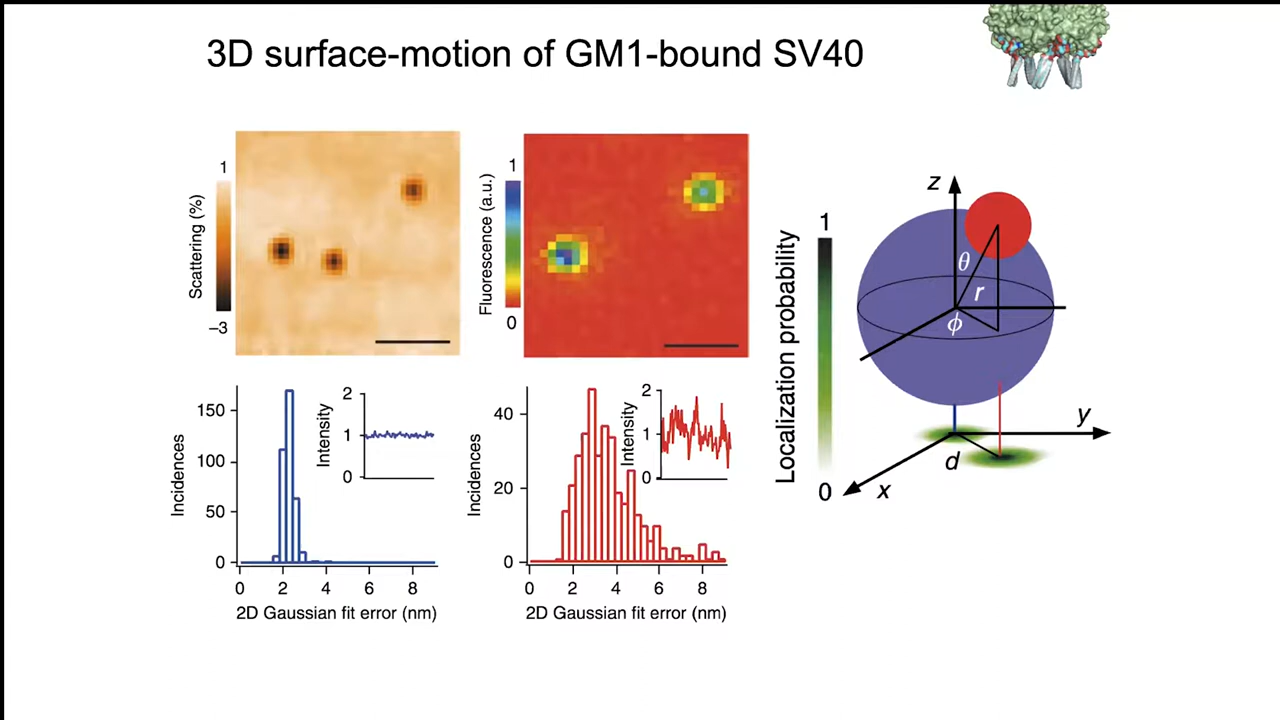 3D surface-motion of GM1-bound SV40
1
Scattering (%)
−3
1
Fluorescence (a.u.)
0
150
100
50
0
Incidences
2
1
0
Intensity
0 2 4 6 8
2D Gaussian fit error (nm)
40
20
0
Incidences
2
1
0
Intensity
0 2 4 6 8
2D Gaussian fit error (nm)
1
Localization probability
0
z
θ
r
ϕ
y
d
x